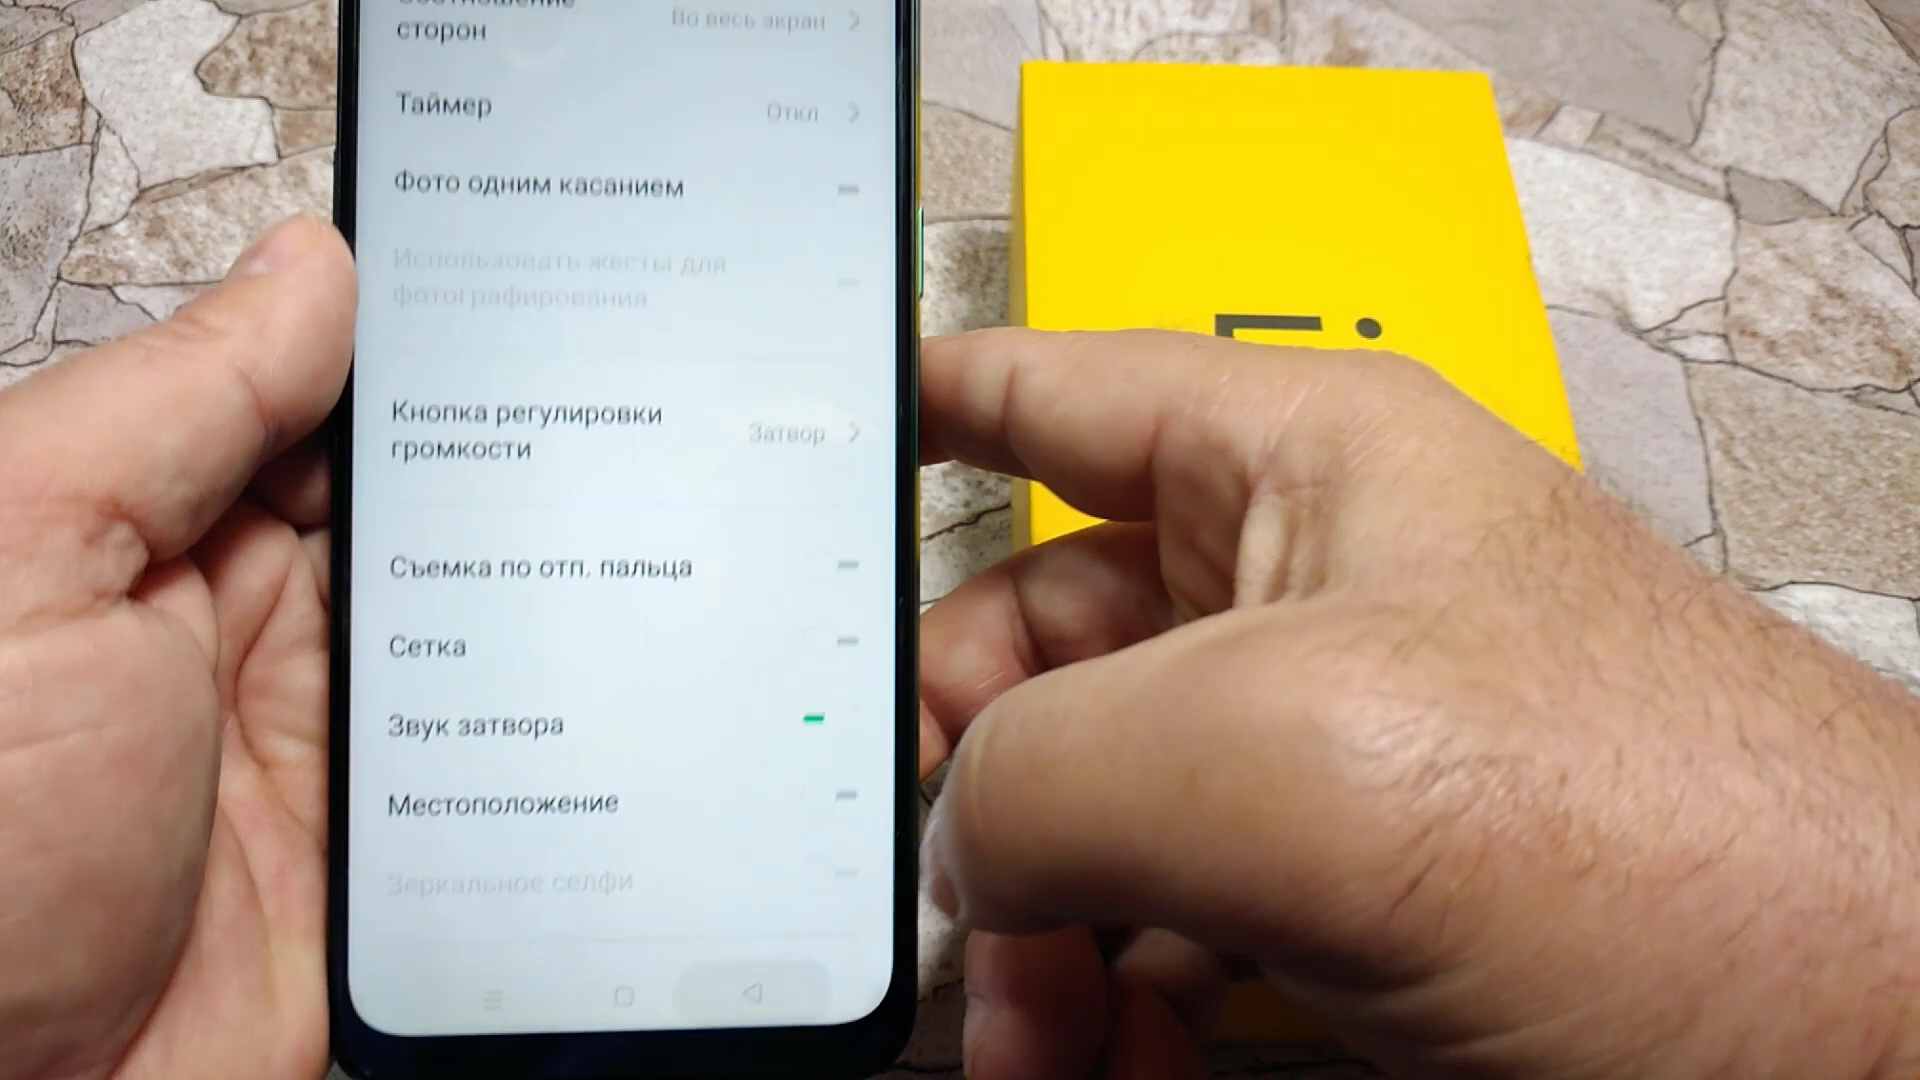 Соотношение
сторон
Во весь экран
Таймер
Откл
Фото одним касанием
Использовать жесты для
фотографирования
Кнопка регулировки
громкости
Затвор
Съемка по отп. пальца
Сетка
Звук затвора
Местоположение
Зеркальное селфи